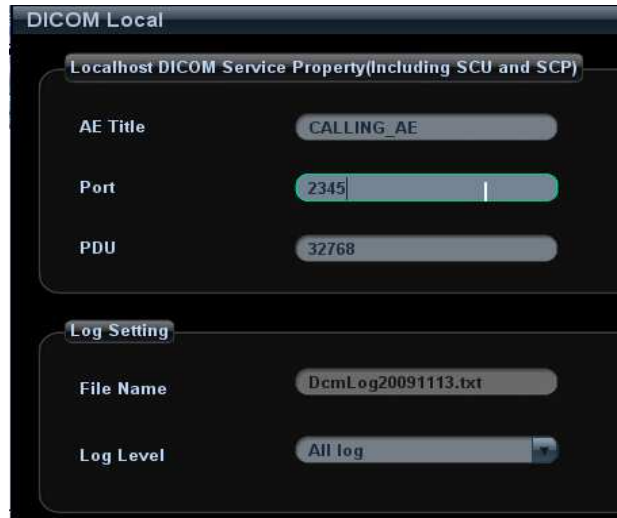 DICOM Local
Localhost DICOM Service Property(Including SCU and SCP)
AE Title CALLING_AE
Port 2345
PDU 32768
Log Setting
File Name DcmLog20091113.txt
Log Level All log